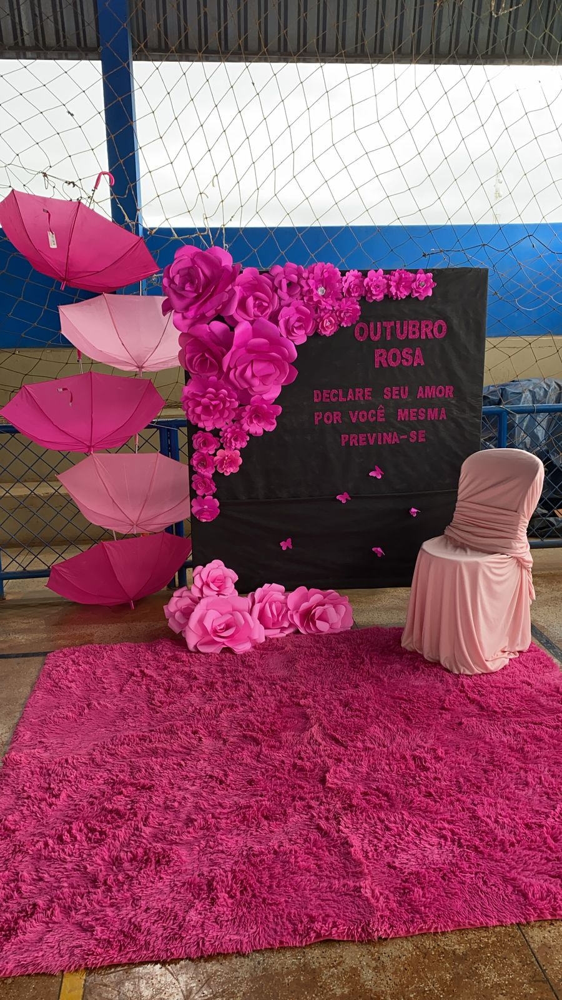 OUTUBRO
ROSA
DECLARE SEU AMOR
POR VOCÊ MESMA
PREVINA-SE